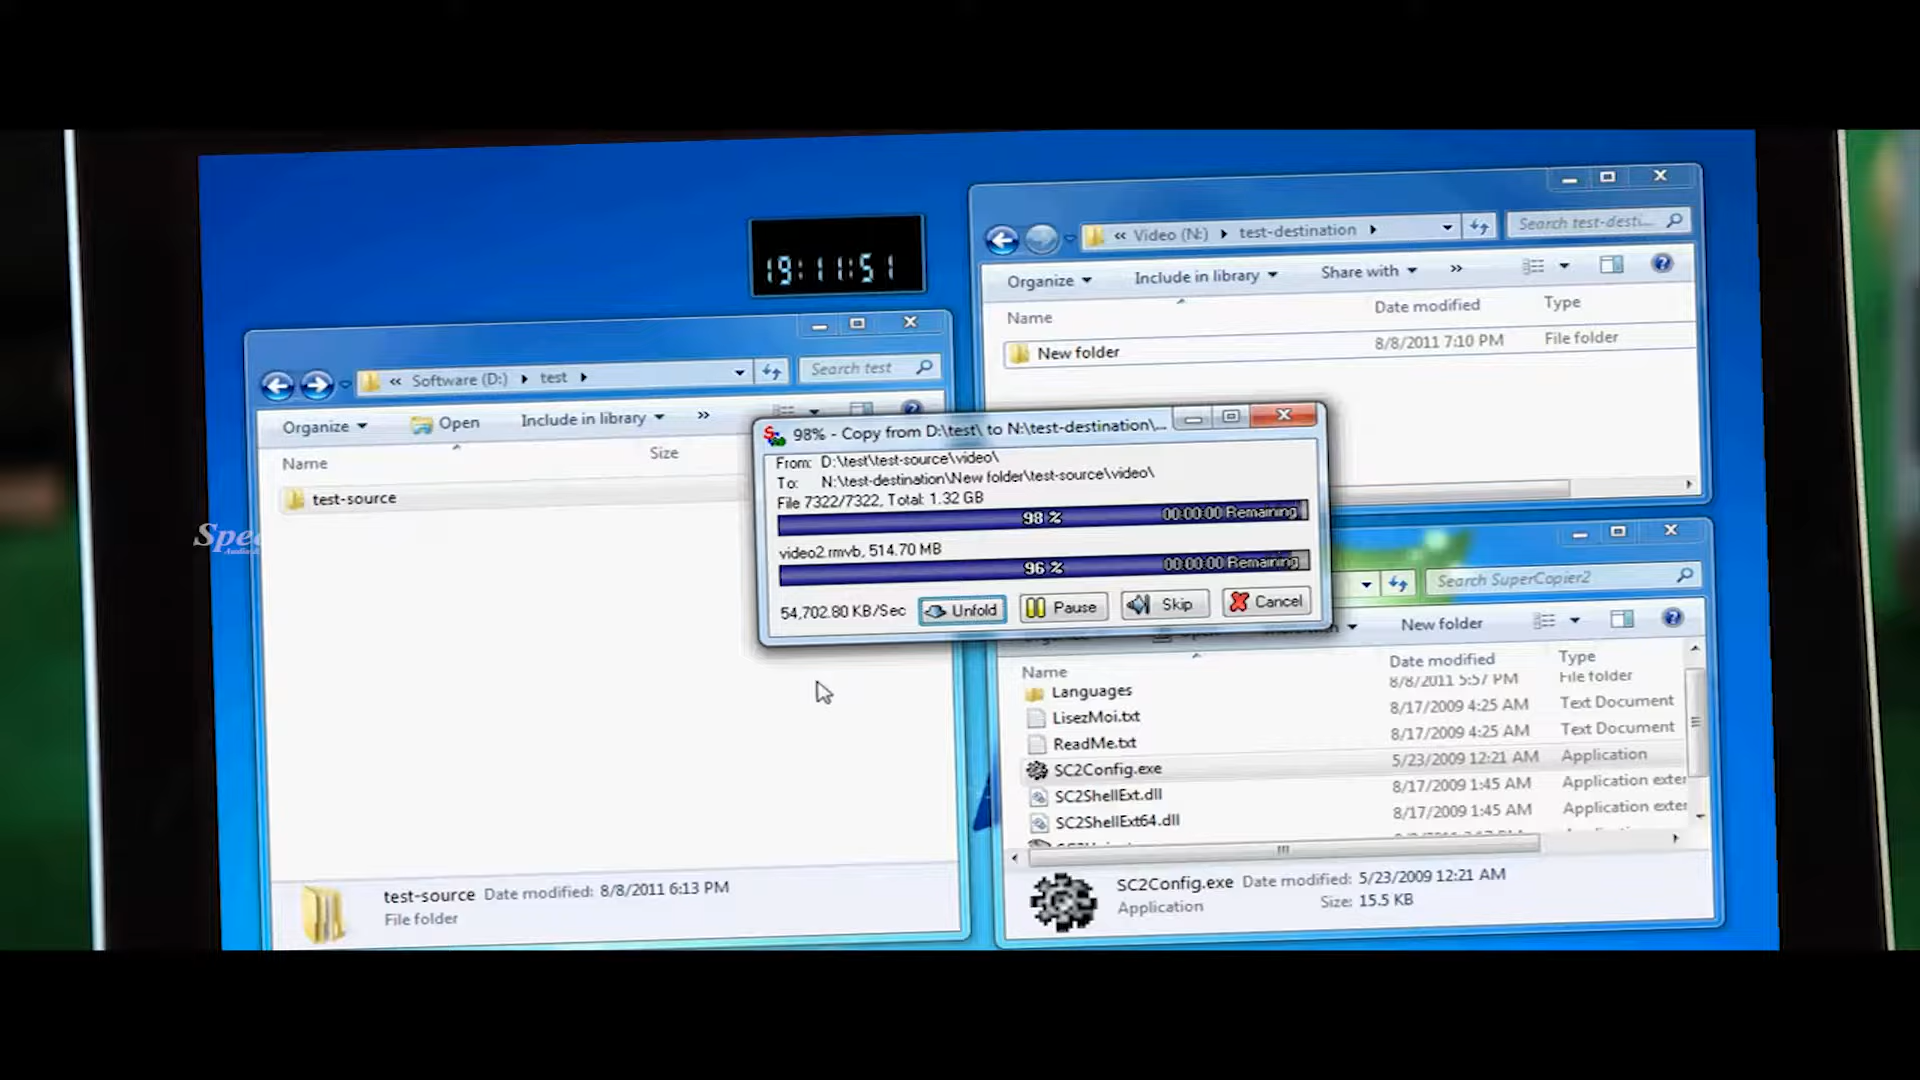 19:11:51
« Video (N:) test-destination
Search test-desti...
Organize
Include in library
Share with
»
Name
Date modified
Type
New folder
8/8/2011 7:10 PM
File folder
« Software (D:) test
Search test
Organize
Open
Include in library
»
Name
Size
test-source
98% - Copy from D:\test\ to N:\test-destination\...
From: D:\test\test-source\video\
To: N:\test-destination\New folder\test-source\video\
File 7322/7322, Total: 1.32 GB
98 % 00:00:00 Remaining
video2.rmvb, 514.70 MB
96 % 00:00:00 Remaining
54,702.80 KB/Sec
Unfold
Pause
Skip
Cancel
Spee
Search SuperCopier2
New folder
Name
Date modified
Type
Languages
8/8/2011 5:57 PM
File folder
LisezMoi.txt
8/17/2009 4:25 AM
Text Document
ReadMe.txt
8/17/2009 4:25 AM
Text Document
SC2Config.exe
5/23/2009 12:21 AM
Application
SC2ShellExt.dll
8/17/2009 1:45 AM
Application exter
SC2ShellExt64.dll
8/17/2009 1:45 AM
Application exter
test-source Date modified: 8/8/2011 6:13 PM
File folder
SC2Config.exe Date modified: 5/23/2009 12:21 AM
Application Size: 15.5 KB